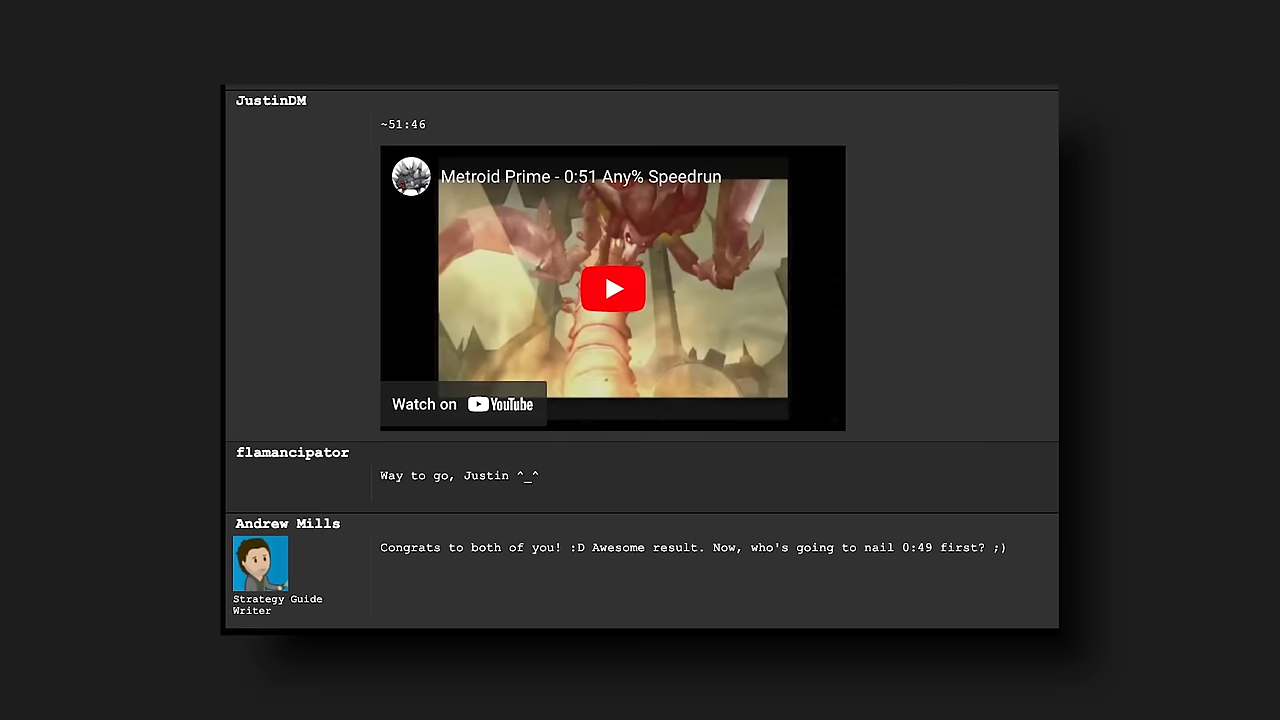 JustinDM
~51:46
Metroid Prime - 0:51 Any% Speedrun
Watch on YouTube
flamancipator
Way to go, Justin ^_^
Andrew Mills
Congrats to both of you! :D Awesome result. Now, who's going to nail 0:49 first? ;)
Strategy Guide
Writer